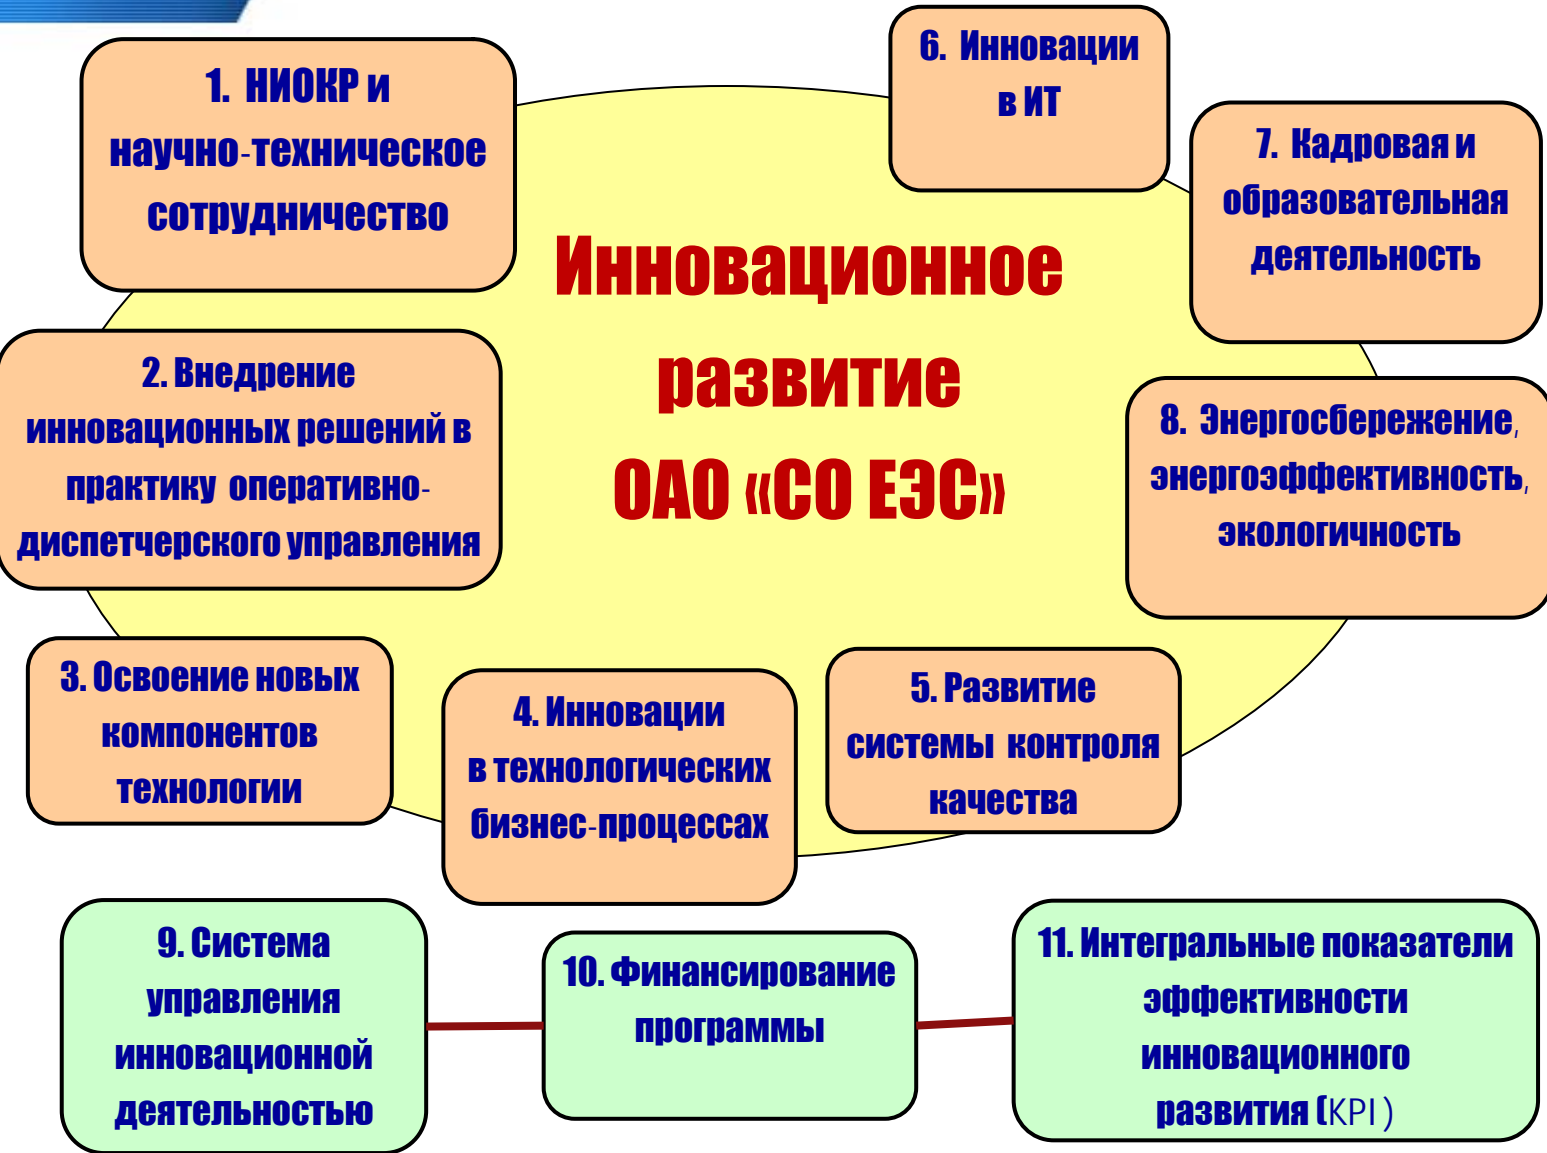 1. НИОКР и
научно-техническое
сотрудничество
2. Внедрение
инновационных решений в
практику оперативно-
диспетчерского управления
3. Освоение новых
компонентов
технологии
4. Инновации
в технологических
бизнес-процессах
5. Развитие
системы контроля
качества
6. Инновации
в ИТ
7. Кадровая и
образовательная
деятельность
8. Энергосбережение,
энергоэффективность,
экологичность
Инновационное
развитие
ОАО «СО ЕЭС»
9. Система
управления
инновационной
деятельностью
10. Финансирование
программы
11. Интегральные показатели
эффективности
инновационного
развития (KPI )